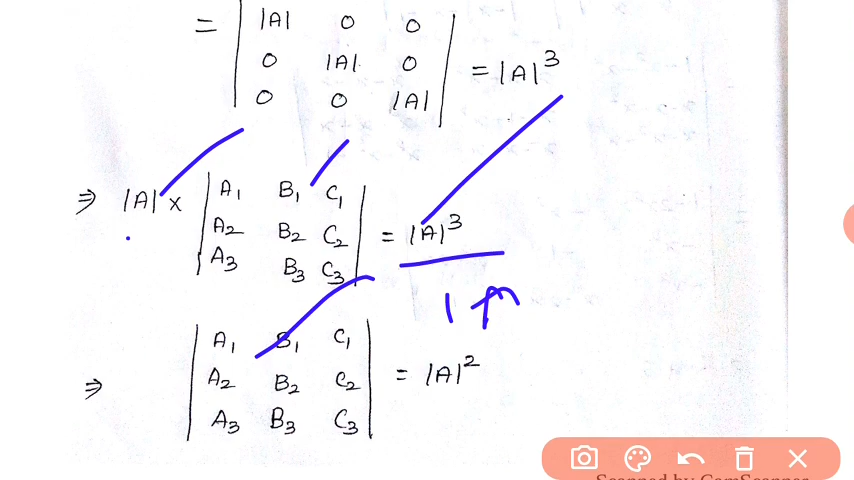 = | |A| 0 0 |
| 0 |A| 0 | = |A|³
| 0 0 |A| |
⇒ |A| × | A₁ B₁ C₁ |
| A₂ B₂ C₂ | = |A|³
| A₃ B₃ C₃ |
| A₁ B₁ C₁ |
⇒ | A₂ B₂ C₂ | = |A|²
| A₃ B₃ C₃ |